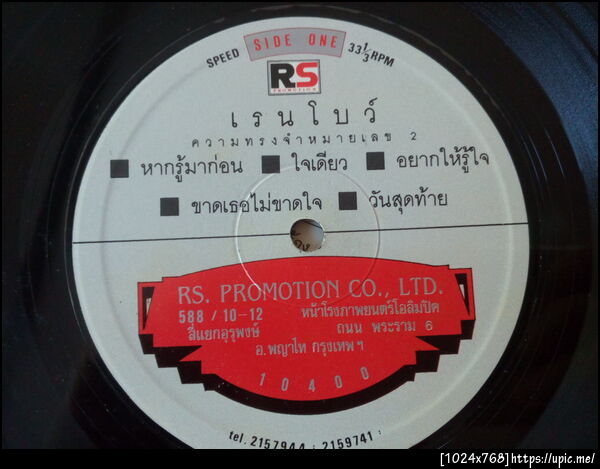 SPEED SIDE ONE 33 1/3 RPM
RS
PROMOTION
เรนโบว์
ความทรงจำหมายเลข 2
■ หากรู้มาก่อน ■ ใจเดียว ■ อยากให้รู้ใจ
■ ขาดเธอไม่ขาดใจ ■ วันสุดท้าย
RS. PROMOTION CO., LTD.
588 / 10-12 หน้าโรงภาพยนตร์โอลิมปิค
สี่แยกอุรุพงษ์ ถนน พระราม 6
อ.พญาไท กรุงเทพฯ
10400
tel. 2157944 : 2159741 :
[1024x768]https://upic.me/